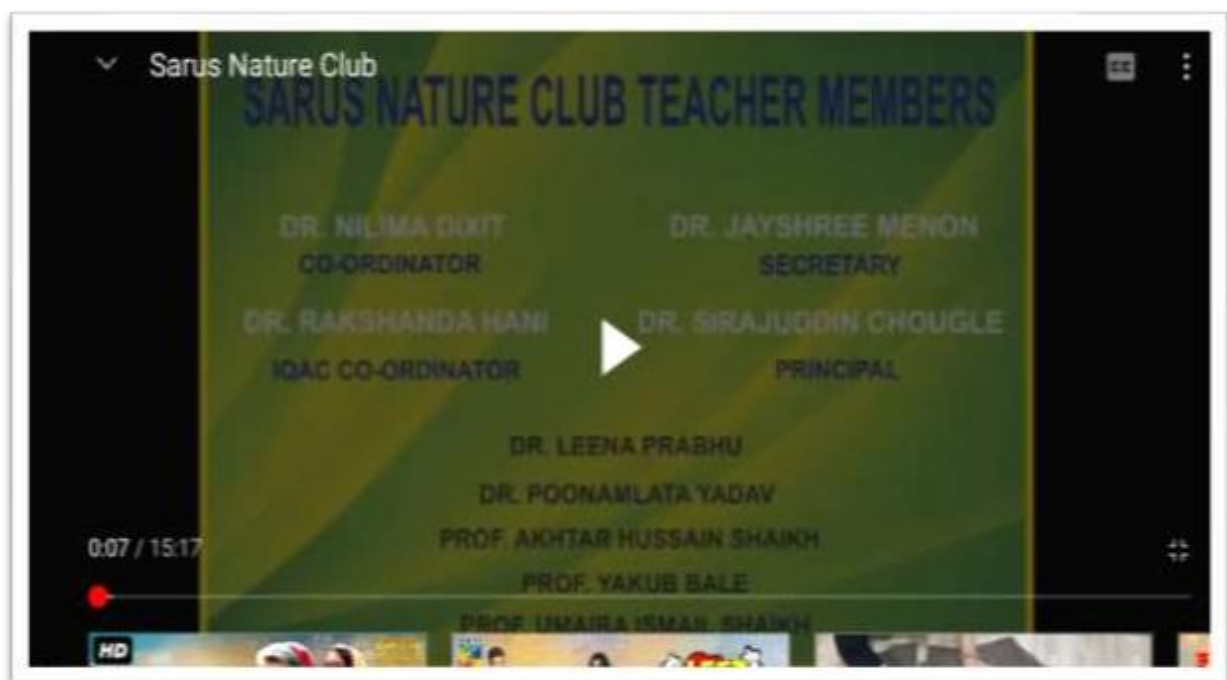 Sarus Nature Club
CC
SARUS NATURE CLUB TEACHER MEMBERS
DR. NILIMA DIXIT
CO-ORDINATOR
DR. JAYSHREE MENON
SECRETARY
DR. RAKSHANDA HANI
IQAC CO-ORDINATOR
DR. SIRAJUDDIN CHOUGLE
PRINCIPAL
DR. LEENA PRABHU
DR. POONAMLATA YADAV
PROF. AKHTAR HUSSAIN SHAIKH
PROF. YAKUB BALE
PROF. UMAIRA ISMAIL SHAIKH
0:07 / 15:17
HD